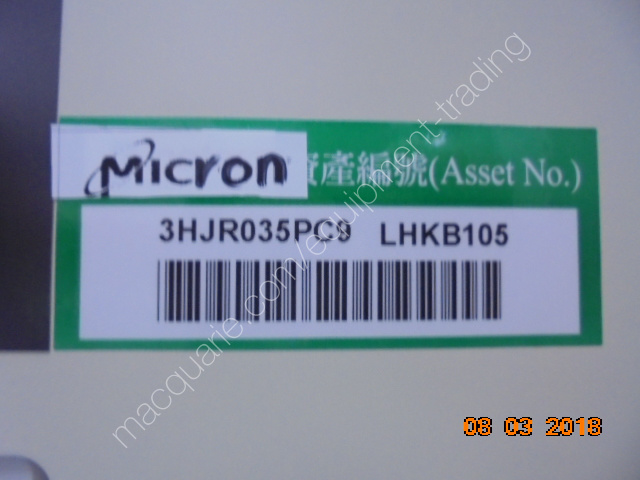 Micron 資產編號(Asset No.)
3HJR035PC9 LHKB105
macquarie.com/equipment-trading
08 03 2018